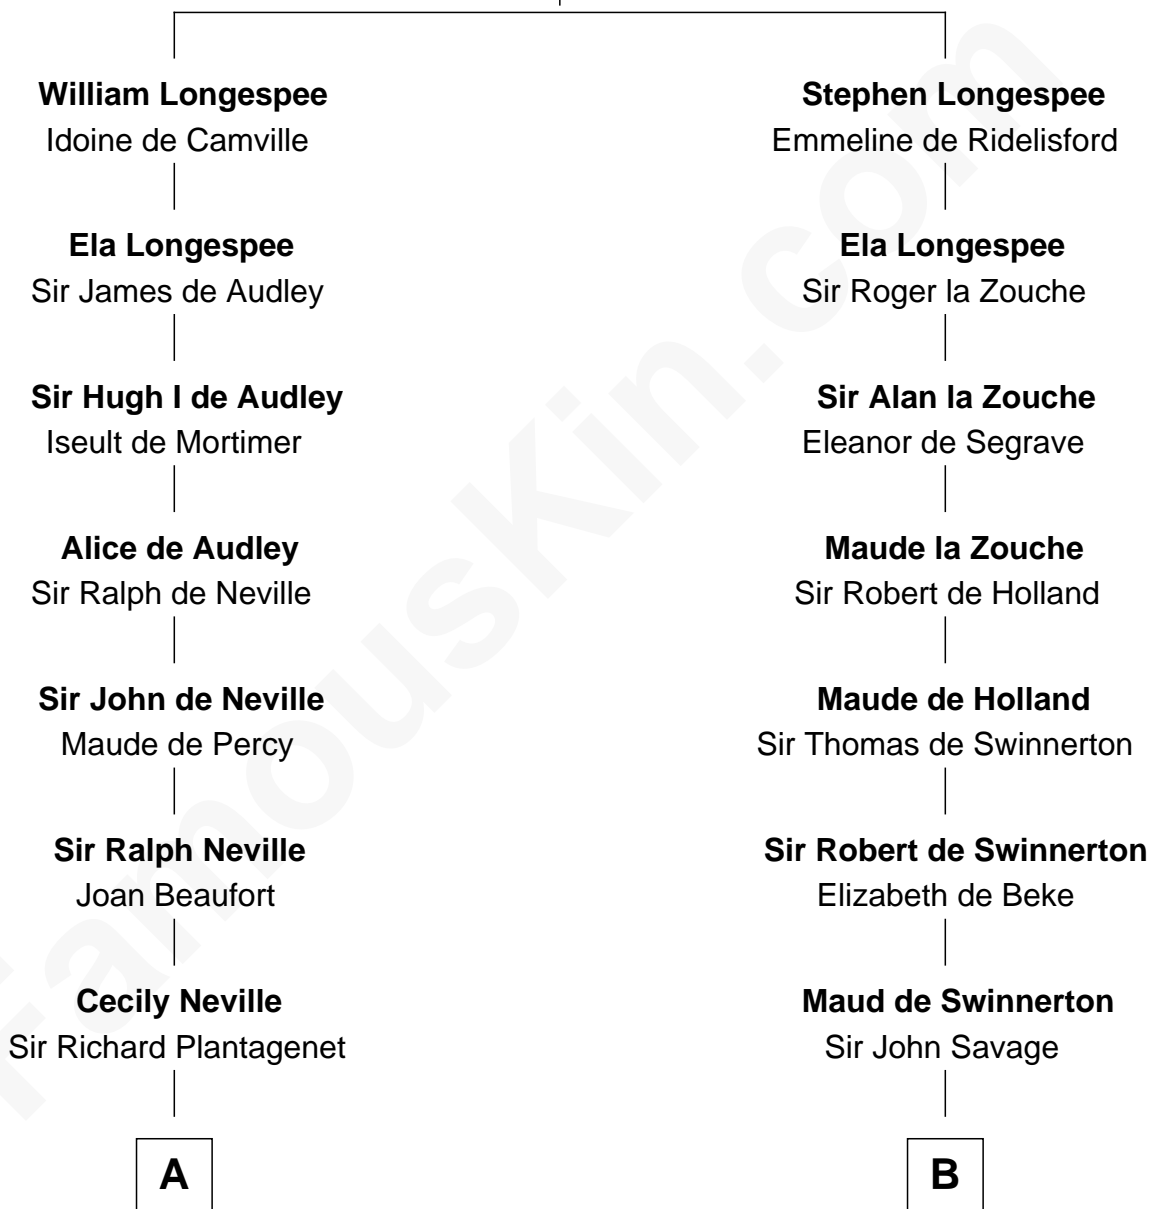 William Longespee
Idoine de Camville
Stephen Longespee
Emmeline de Ridelisford
Ela Longespee
Sir James de Audley
Ela Longespee
Sir Roger la Zouche
Sir Hugh I de Audley
Iseult de Mortimer
Sir Alan la Zouche
Eleanor de Segrave
Alice de Audley
Sir Ralph de Neville
Maude la Zouche
Sir Robert de Holland
Sir John de Neville
Maude de Percy
Maude de Holland
Sir Thomas de Swinnerton
Sir Ralph Neville
Joan Beaufort
Sir Robert de Swinnerton
Elizabeth de Beke
Cecily Neville
Sir Richard Plantagenet
Maud de Swinnerton
Sir John Savage
A
B
FamousKin.com